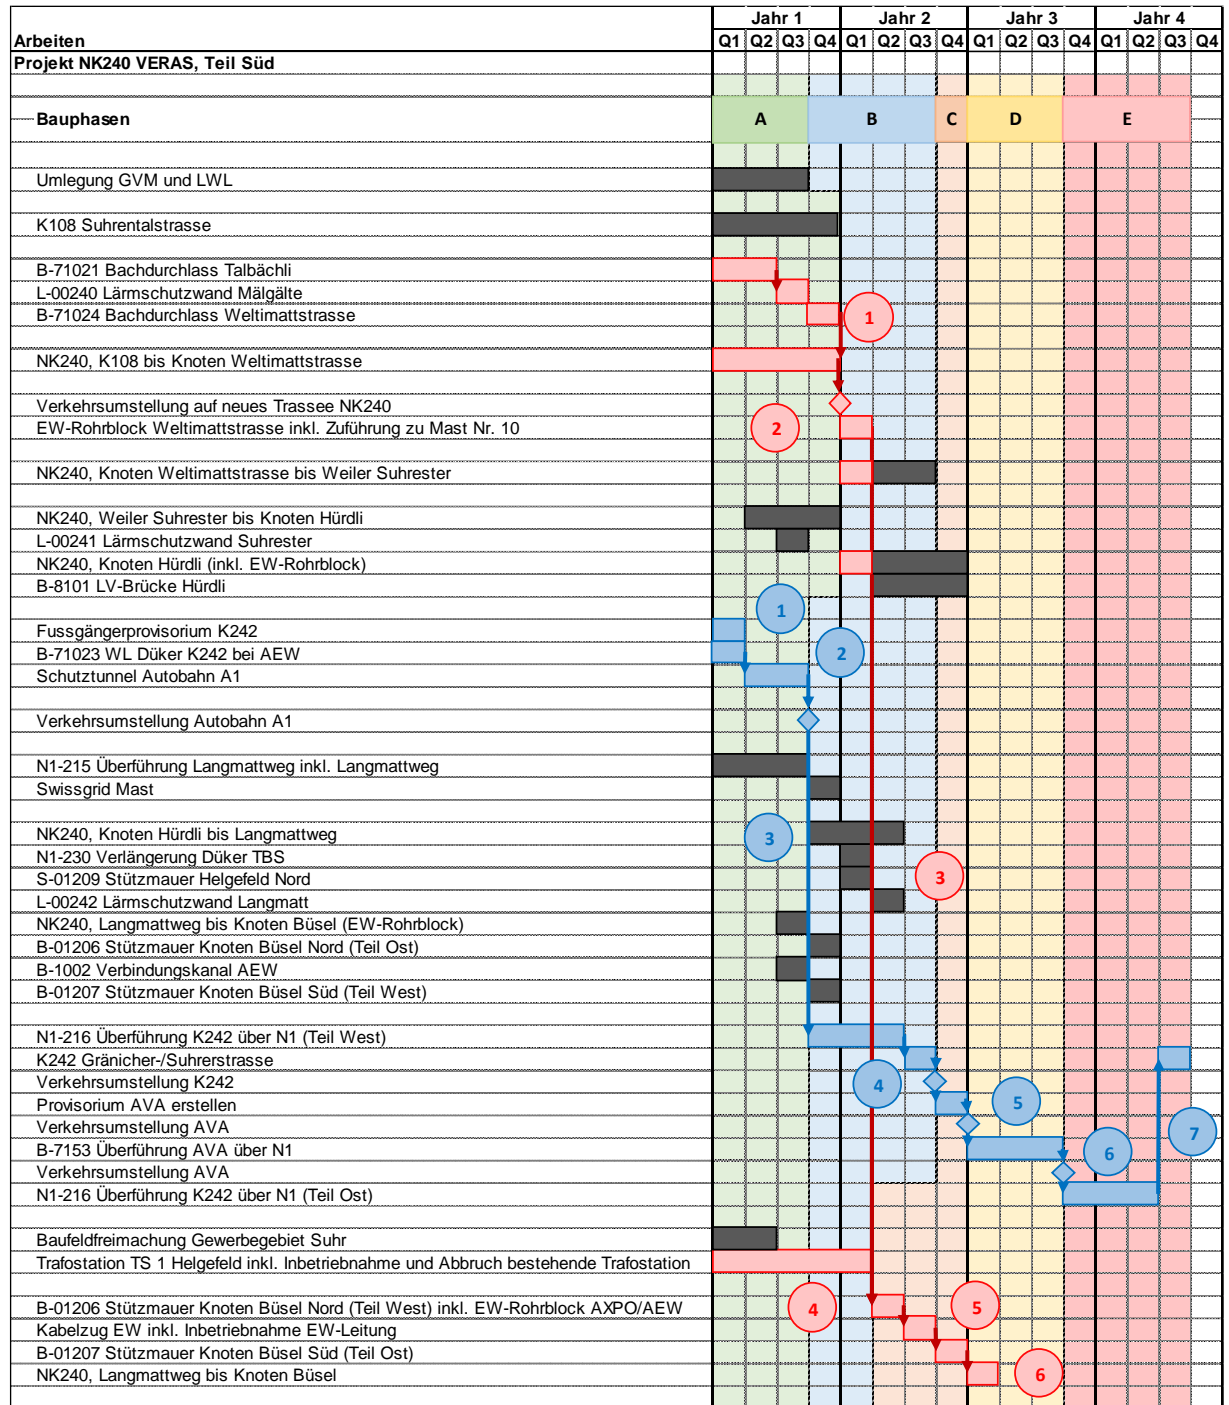 Jahr 1 Jahr 2 Jahr 3 Jahr 4
Arbeiten Q1 Q2 Q3 Q4 Q1 Q2 Q3 Q4 Q1 Q2 Q3 Q4 Q1 Q2 Q3 Q4
Projekt NK240 VERAS, Teil Süd
Bauphasen A B C D E
Umlegung GVM und LWL
K108 Suhrentalstrasse
B-71021 Bachdurchlass Talbächli
L-00240 Lärmschutzwand Mälgälte
B-71024 Bachdurchlass Weltimattstrasse 1
NK240, K108 bis Knoten Weltimattstrasse
Verkehrsumstellung auf neues Trassee NK240
EW-Rohrblock Weltimattstrasse inkl. Zuführung zu Mast Nr. 10 2
NK240, Knoten Weltimattstrasse bis Weiler Suhrester
NK240, Weiler Suhrester bis Knoten Hürdli
L-00241 Lärmschutzwand Suhrester
NK240, Knoten Hürdli (inkl. EW-Rohrblock)
B-8101 LV-Brücke Hürdli
1
Fussgängerprovisorium K242
B-71023 WL Düker K242 bei AEW 2
Schutztunnel Autobahn A1
Verkehrsumstellung Autobahn A1
N1-215 Überführung Langmattweg inkl. Langmattweg
Swissgrid Mast
NK240, Knoten Hürdli bis Langmattweg 3
N1-230 Verlängerung Düker TBS
S-01209 Stützmauer Helgefeld Nord 3
L-00242 Lärmschutzwand Langmatt
NK240, Langmattweg bis Knoten Büsel (EW-Rohrblock)
B-01206 Stützmauer Knoten Büsel Nord (Teil Ost)
B-1002 Verbindungskanal AEW
B-01207 Stützmauer Knoten Büsel Süd (Teil West)
N1-216 Überführung K242 über N1 (Teil West)
K242 Gränicher-/Suhrerstrasse
Verkehrsumstellung K242 4
Provisorium AVA erstellen 5
Verkehrsumstellung AVA 7
B-7153 Überführung AVA über N1 6
Verkehrsumstellung AVA
N1-216 Überführung K242 über N1 (Teil Ost)
Baufeldfreimachung Gewerbegebiet Suhr
Trafostation TS 1 Helgefeld inkl. Inbetriebnahme und Abbruch bestehende Trafostation
B-01206 Stützmauer Knoten Büsel Nord (Teil West) inkl. EW-Rohrblock AXPO/AEW 4 5
Kabelzug EW inkl. Inbetriebnahme EW-Leitung
B-01207 Stützmauer Knoten Büsel Süd (Teil Ost)
NK240, Langmattweg bis Knoten Büsel 6